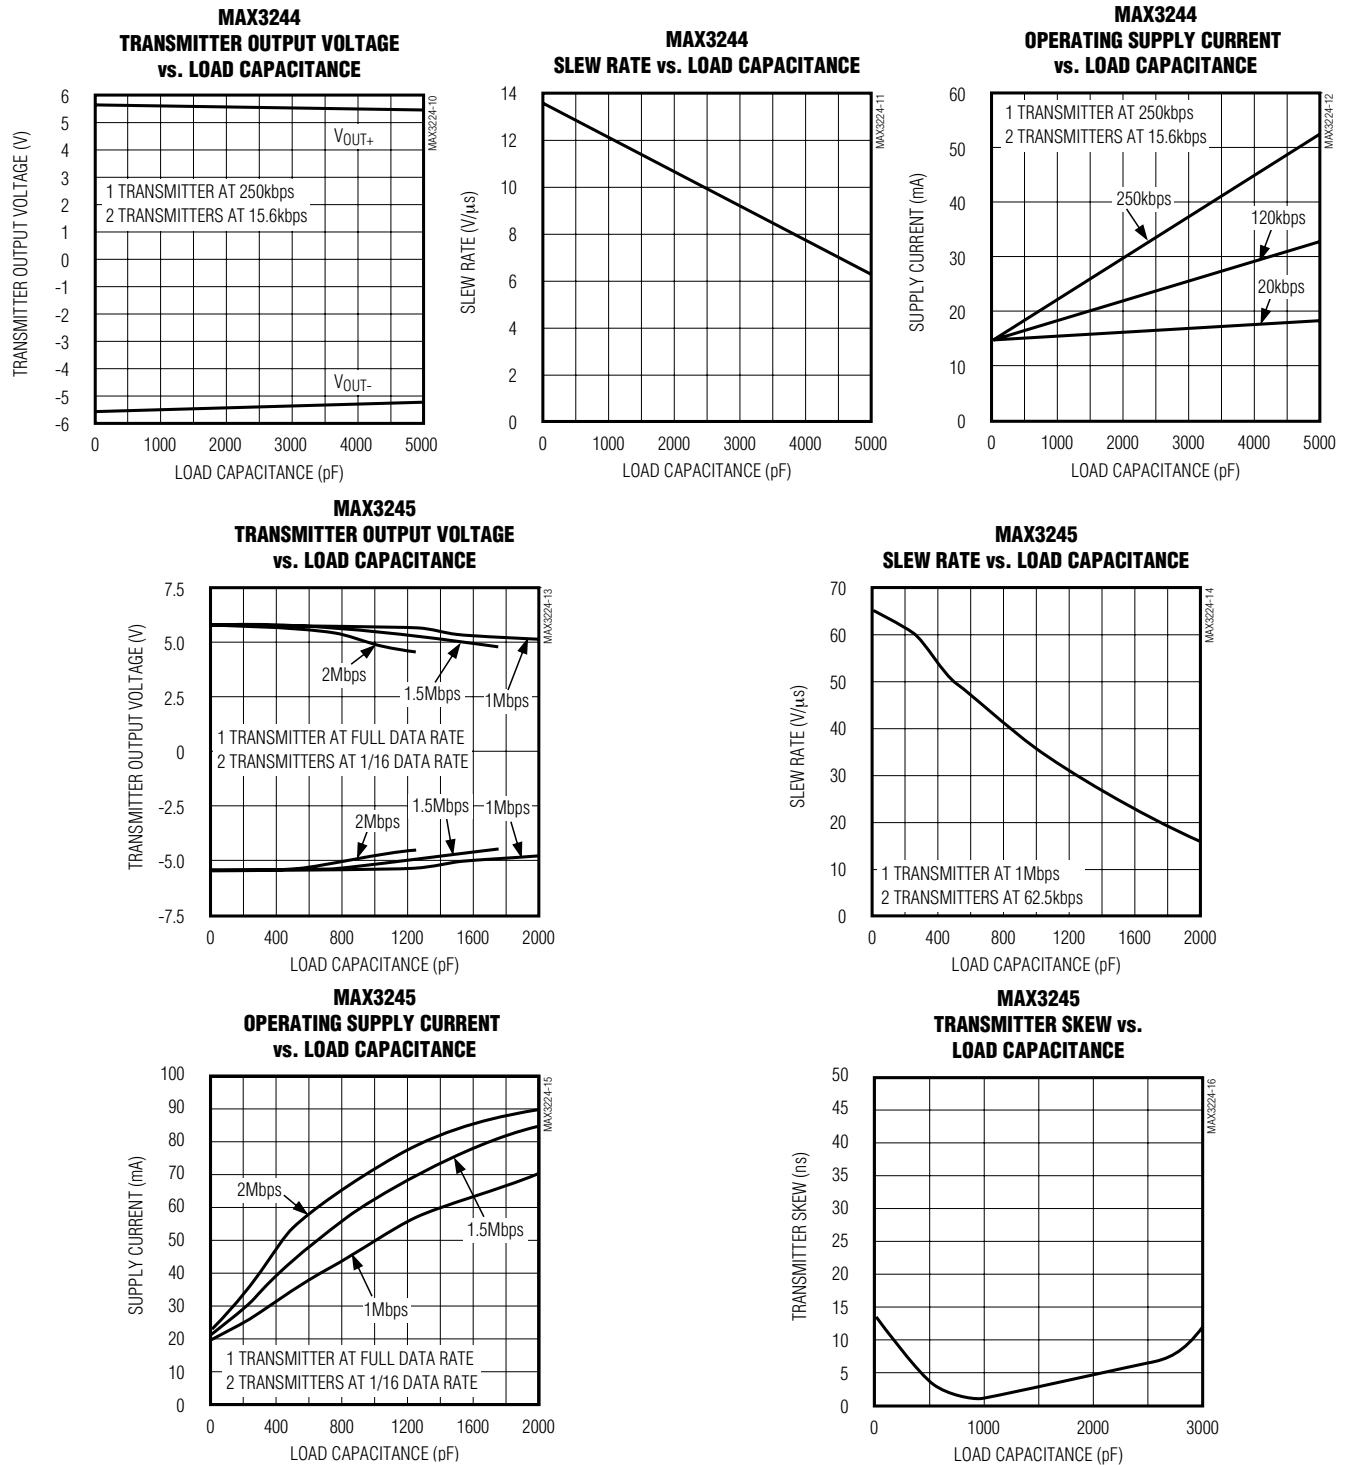 MAX3244
TRANSMITTER OUTPUT VOLTAGE
vs. LOAD CAPACITANCE
TRANSMITTER OUTPUT VOLTAGE (V)
6
5
4
3
2
1
0
-1
-2
-3
-4
-5
-6
VOUT+
1 TRANSMITTER AT 250kbps
2 TRANSMITTERS AT 15.6kbps
VOUT-
MAX3224-10
0 1000 2000 3000 4000 5000
LOAD CAPACITANCE (pF)
MAX3244
SLEW RATE vs. LOAD CAPACITANCE
SLEW RATE (V/µs)
14
12
10
8
6
4
2
0
MAX3224-11
0 1000 2000 3000 4000 5000
LOAD CAPACITANCE (pF)
MAX3244
OPERATING SUPPLY CURRENT
vs. LOAD CAPACITANCE
SUPPLY CURRENT (mA)
60
50
40
30
20
10
0
1 TRANSMITTER AT 250kbps
2 TRANSMITTERS AT 15.6kbps
250kbps
120kbps
20kbps
MAX3224-12
0 1000 2000 3000 4000 5000
LOAD CAPACITANCE (pF)
MAX3245
TRANSMITTER OUTPUT VOLTAGE
vs. LOAD CAPACITANCE
TRANSMITTER OUTPUT VOLTAGE (V)
7.5
5.0
2.5
0
-2.5
-5.0
-7.5
2Mbps
1.5Mbps
1Mbps
1 TRANSMITTER AT FULL DATA RATE
2 TRANSMITTERS AT 1/16 DATA RATE
1.5Mbps
1Mbps
2Mbps
MAX3224-13
0 400 800 1200 1600 2000
LOAD CAPACITANCE (pF)
MAX3245
SLEW RATE vs. LOAD CAPACITANCE
SLEW RATE (V/µs)
70
60
50
40
30
20
10
0
1 TRANSMITTER AT 1Mbps
2 TRANSMITTERS AT 62.5kbps
MAX3224-14
0 400 800 1200 1600 2000
LOAD CAPACITANCE (pF)
MAX3245
OPERATING SUPPLY CURRENT
vs. LOAD CAPACITANCE
SUPPLY CURRENT (mA)
100
90
80
70
60
50
40
30
20
10
0
2Mbps
1.5Mbps
1Mbps
1 TRANSMITTER AT FULL DATA RATE
2 TRANSMITTERS AT 1/16 DATA RATE
MAX3224-15
0 400 800 1200 1600 2000
LOAD CAPACITANCE (pF)
MAX3245
TRANSMITTER SKEW vs.
LOAD CAPACITANCE
TRANSMITTER SKEW (ns)
50
45
40
35
30
25
20
15
10
5
0
MAX3224-16
0 1000 2000 3000
LOAD CAPACITANCE (pF)